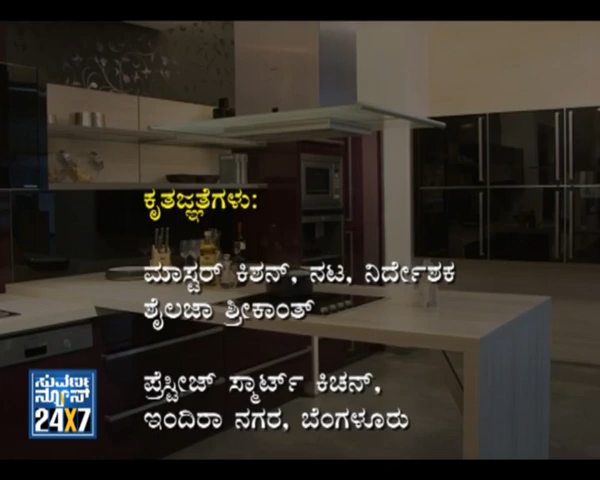 ಕೃತಜ್ಞತೆಗಳು:
ಮಾಸ್ಟರ್ ಕಿಶನ್, ನಟ, ನಿರ್ದೇಶಕ
ಶೈಲಜಾ ಶ್ರೀಕಾಂತ್
ಪ್ರೆಸ್ಟೀಜ್ ಸ್ಮಾರ್ಟ್ ಕಿಚನ್,
ಇಂದಿರಾ ನಗರ, ಬೆಂಗಳೂರು
ಸುವರ್ಣ
ನ್ಯೂಸ್
24X7